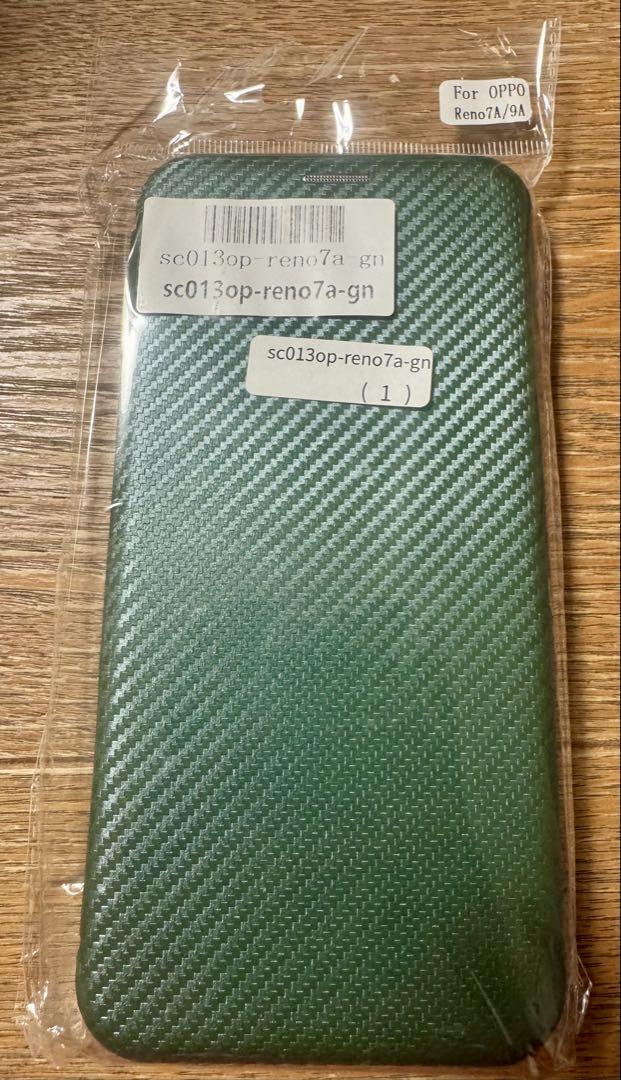 For OPPO
Reno7A/9A
sc013op-reno7a-gn
sc013op-reno7a-gn
sc013op-reno7a-gn
( 1 )